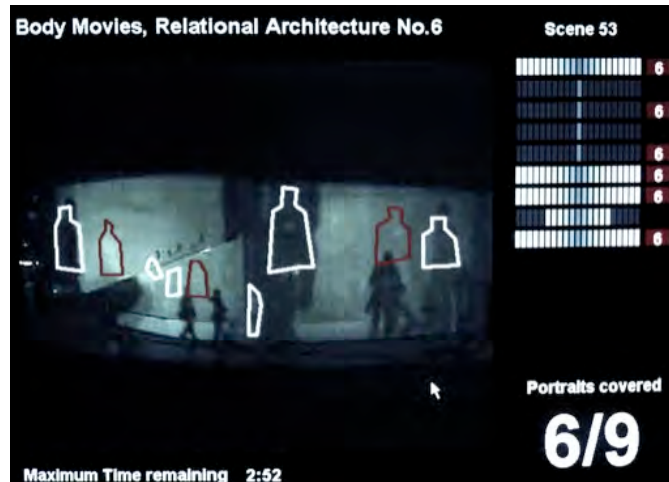 Body Movies, Relational Architecture No.6
Scene 53
6
6
6
6
6
6
Portraits covered
6/9
Maximum Time remaining 2:52